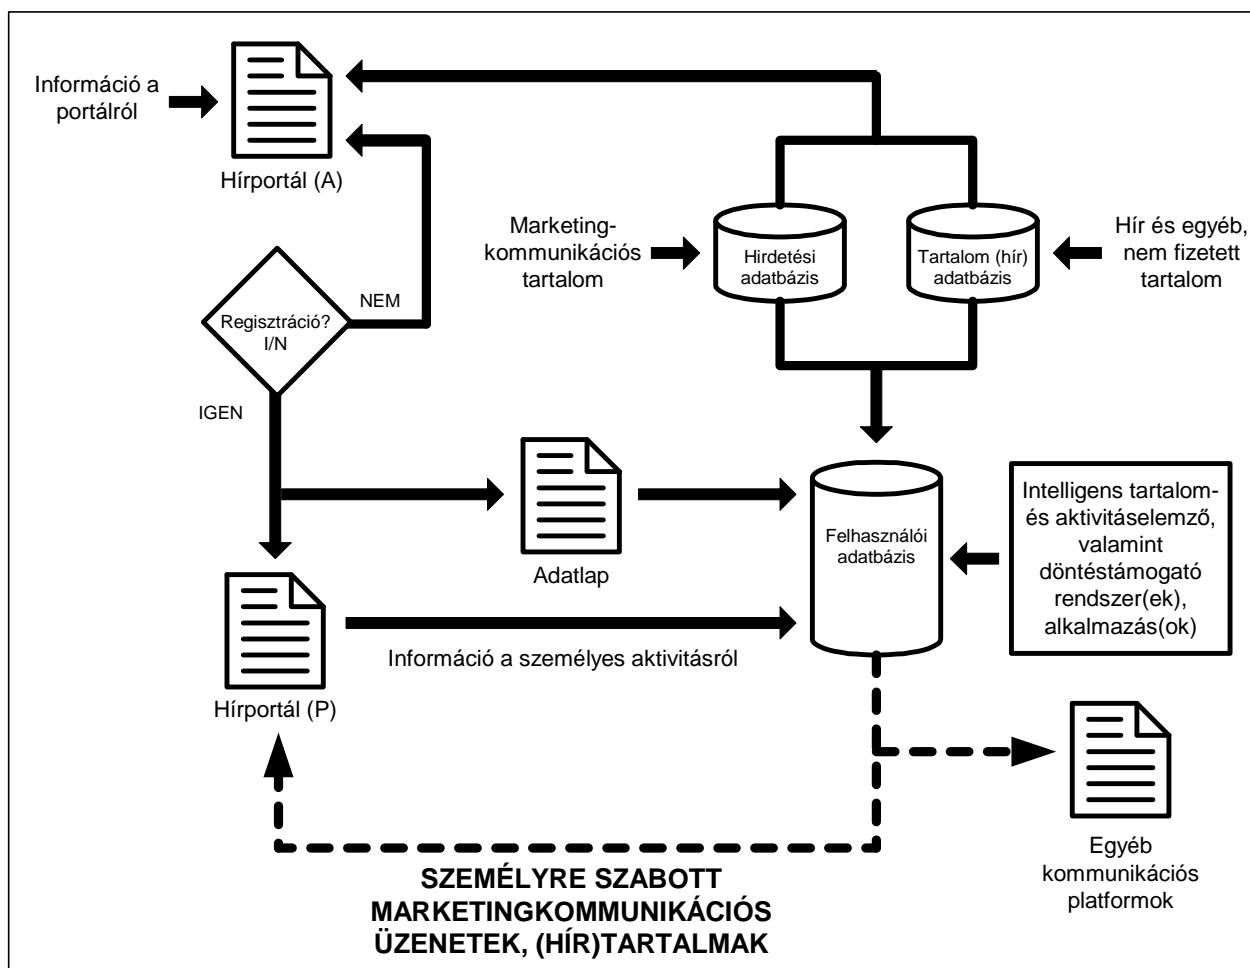 Információ a
portálról
Hírportál (A)
Marketing-
kommunikációs
tartalom
Hirdetési
adatbázis
Tartalom (hír)
adatbázis
Hír és egyéb,
nem fizetett
tartalom
Regisztráció?
I/N
NEM
IGEN
Adatlap
Felhasználói
adatbázis
Intelligens tartalom-
és aktivitáselemző,
valamint
döntéstámogató
rendszer(ek),
alkalmazás(ok)
Információ a személyes aktivitásról
Hírportál (P)
Egyéb
kommunikációs
platformok
SZEMÉLYRE SZABOTT
MARKETINGKOMMUNIKÁCIÓS
ÜZENETEK, (HÍR)TARTALMAK